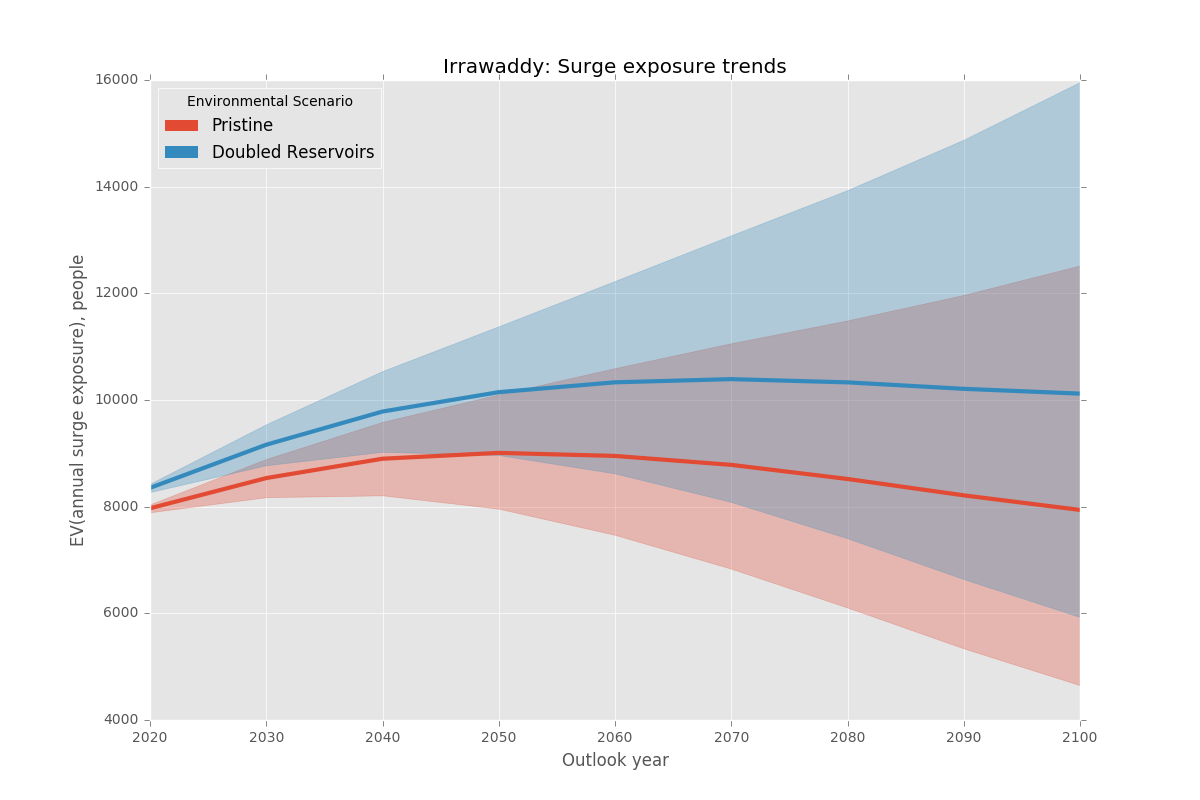 Irrawaddy: Surge exposure trends
Environmental Scenario
Pristine
Doubled Reservoirs
16000
14000
12000
10000
8000
6000
4000
EV(annual surge exposure), people
2020 2030 2040 2050 2060 2070 2080 2090 2100
Outlook year